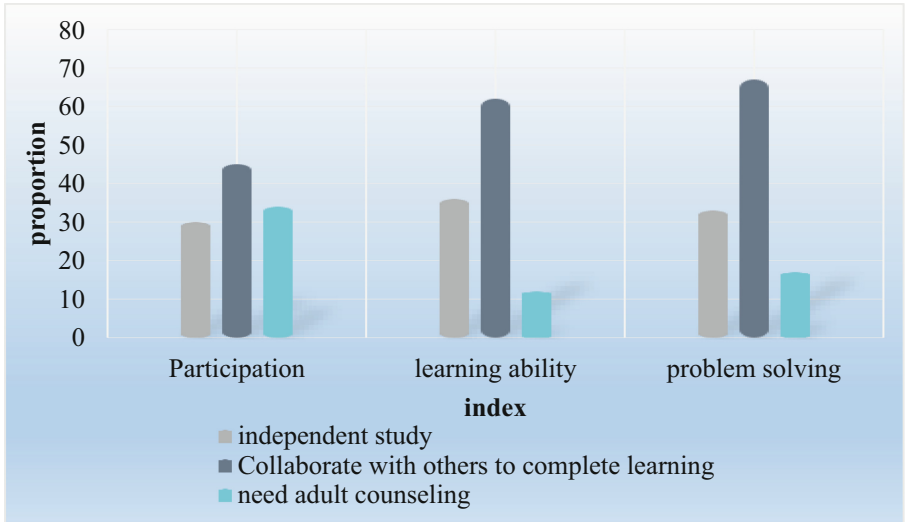 80
70
60
50
40
30
20
10
0
proportion
Participation learning ability problem solving
index
independent study
Collaborate with others to complete learning
need adult counseling